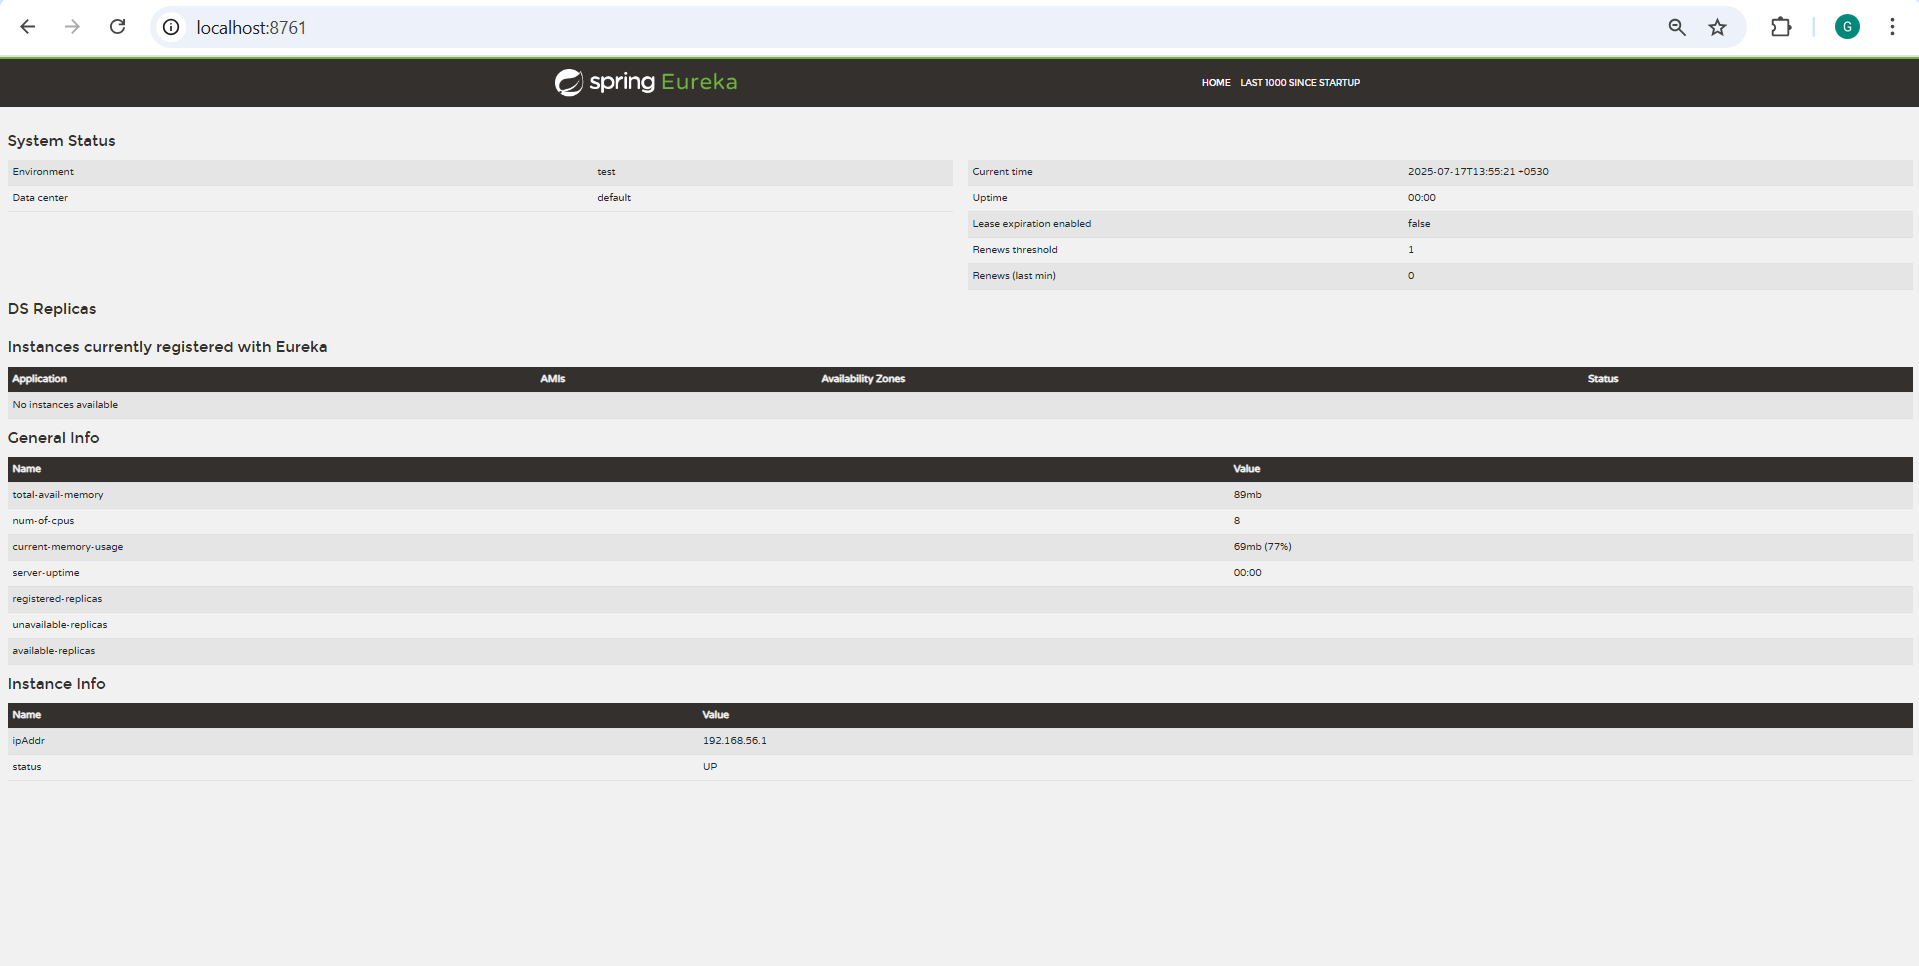 localhost:8761
G
spring Eureka
HOME LAST 1000 SINCE STARTUP
System Status
Environment test
Data center default
Current time 2025-07-17T13:55:21 +0530
Uptime 00:00
Lease expiration enabled false
Renews threshold 1
Renews (last min) 0
DS Replicas
Instances currently registered with Eureka
Application AMIs Availability Zones Status
No instances available
General Info
Name Value
total-avail-memory 89mb
num-of-cpus 8
current-memory-usage 69mb (77%)
server-uptime 00:00
registered-replicas
unavailable-replicas
available-replicas
Instance Info
Name Value
ipAddr 192.168.56.1
status UP